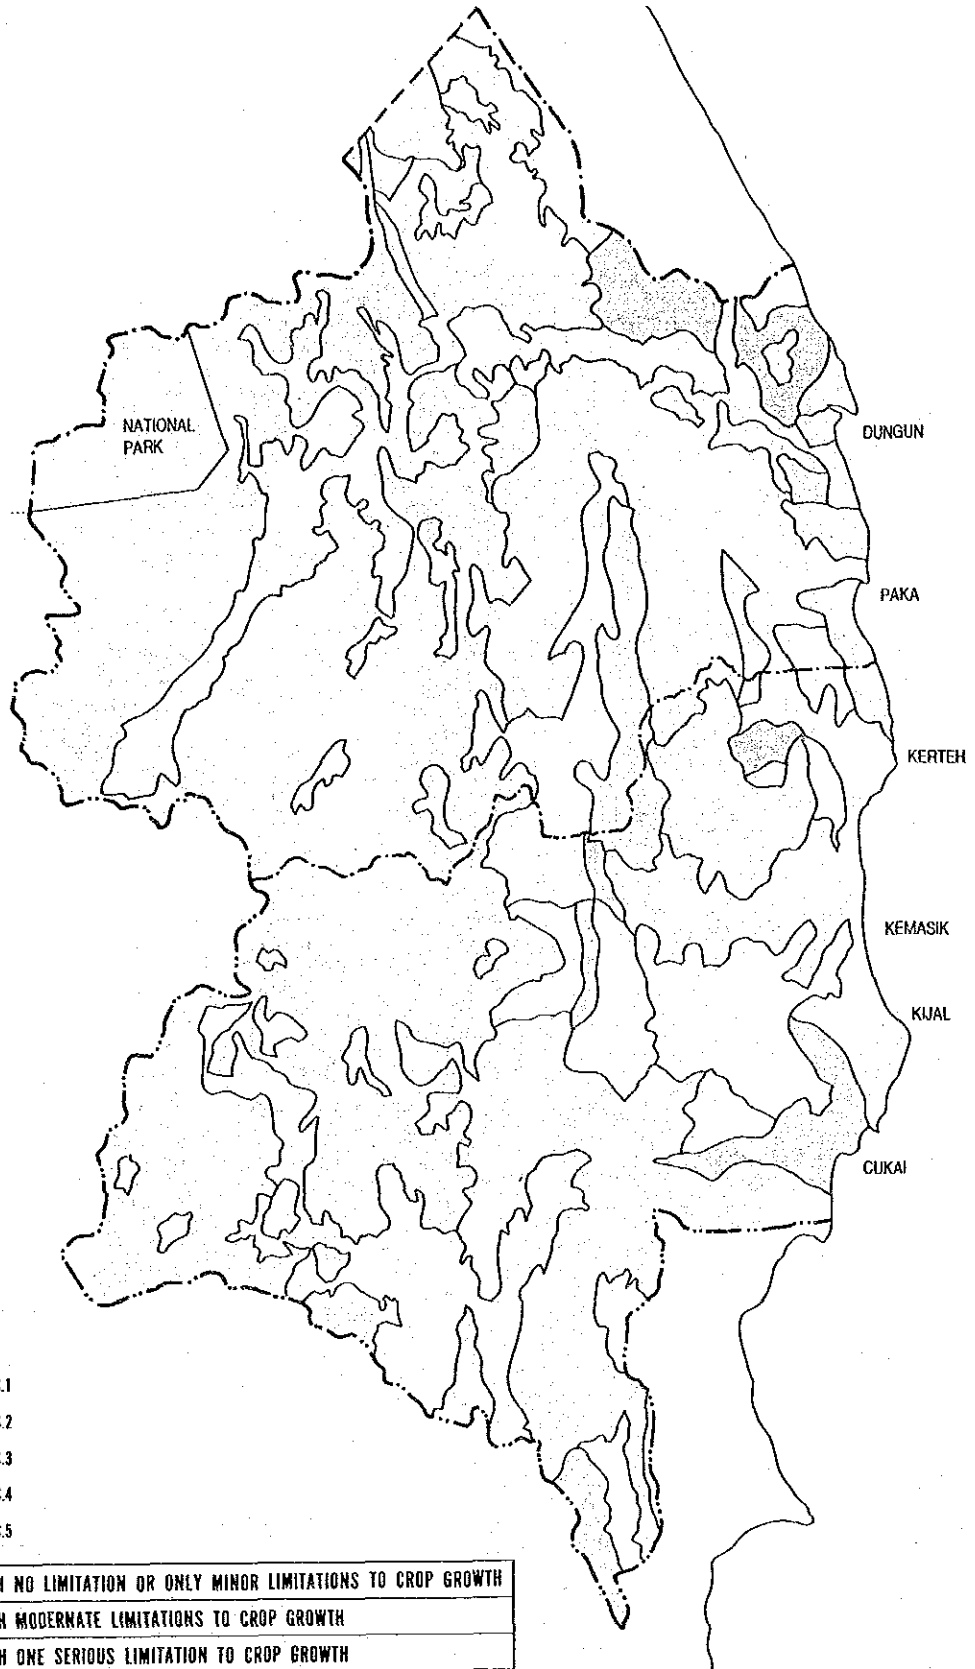 NATIONAL
PARK
DUNGUN
PAKA
KERTEH
KEMASIK
KIJAL
CUKAI
.1
.2
.3
.4
.5
H NO LIMITATION OR ONLY MINOR LIMITATIONS TO CROP GROWTH
H MODERNATE LIMITATIONS TO CROP GROWTH
H ONE SERIOUS LIMITATION TO CROP GROWTH